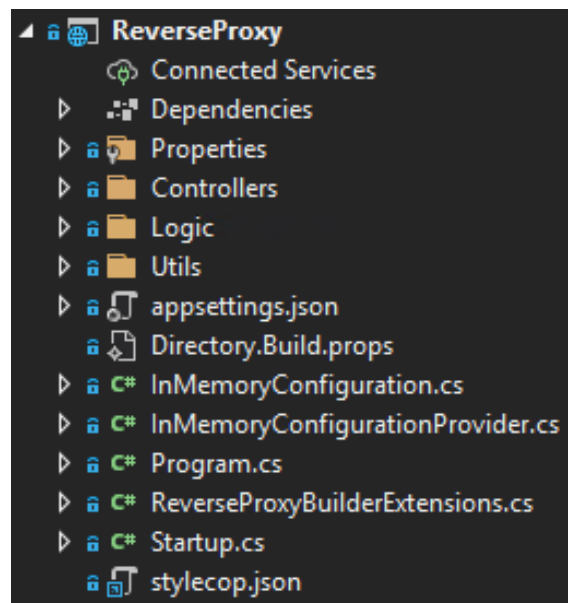 ReverseProxy
Connected Services
Dependencies
Properties
Controllers
Logic
Utils
appsettings.json
Directory.Build.props
C# InMemoryConfiguration.cs
C# InMemoryConfigurationProvider.cs
C# Program.cs
C# ReverseProxyBuilderExtensions.cs
C# Startup.cs
stylecop.json